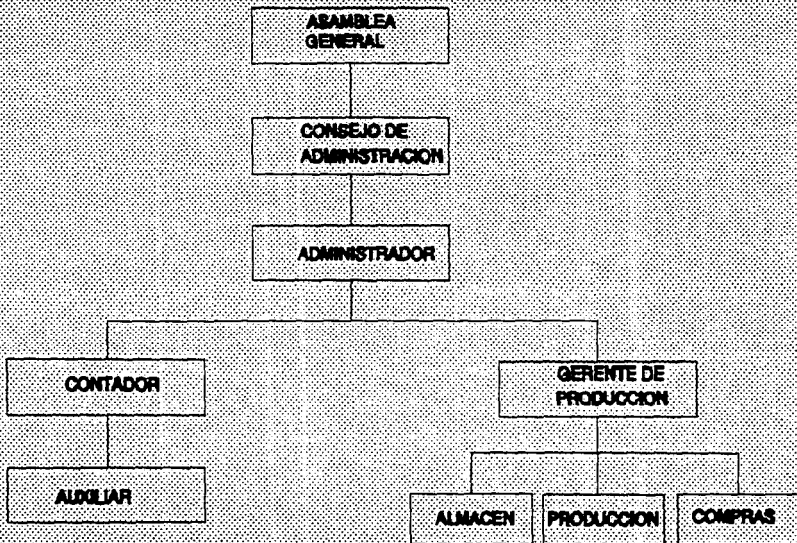 ASAMBLEA
GENERAL
CONSEJO DE
ADMINISTRACION
ADMINISTRADOR
CONTADOR
GERENTE DE
PRODUCCION
AUXILIAR
ALMACEN
PRODUCCION
COMPRAS